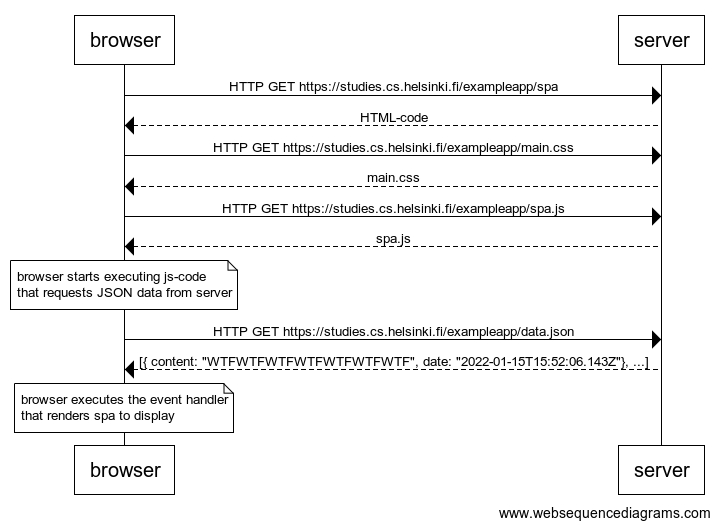 browser
server
HTTP GET https://studies.cs.helsinki.fi/exampleapp/spa
HTML-code
HTTP GET https://studies.cs.helsinki.fi/exampleapp/main.css
main.css
HTTP GET https://studies.cs.helsinki.fi/exampleapp/spa.js
spa.js
browser starts executing js-code
that requests JSON data from server
HTTP GET https://studies.cs.helsinki.fi/exampleapp/data.json
[{ content: "WTFWTFWTFWTFWTFWTFWTF", date: "2022-01-15T15:52:06.143Z"}, ...]
browser executes the event handler
that renders spa to display
browser
server
www.websequencediagrams.com